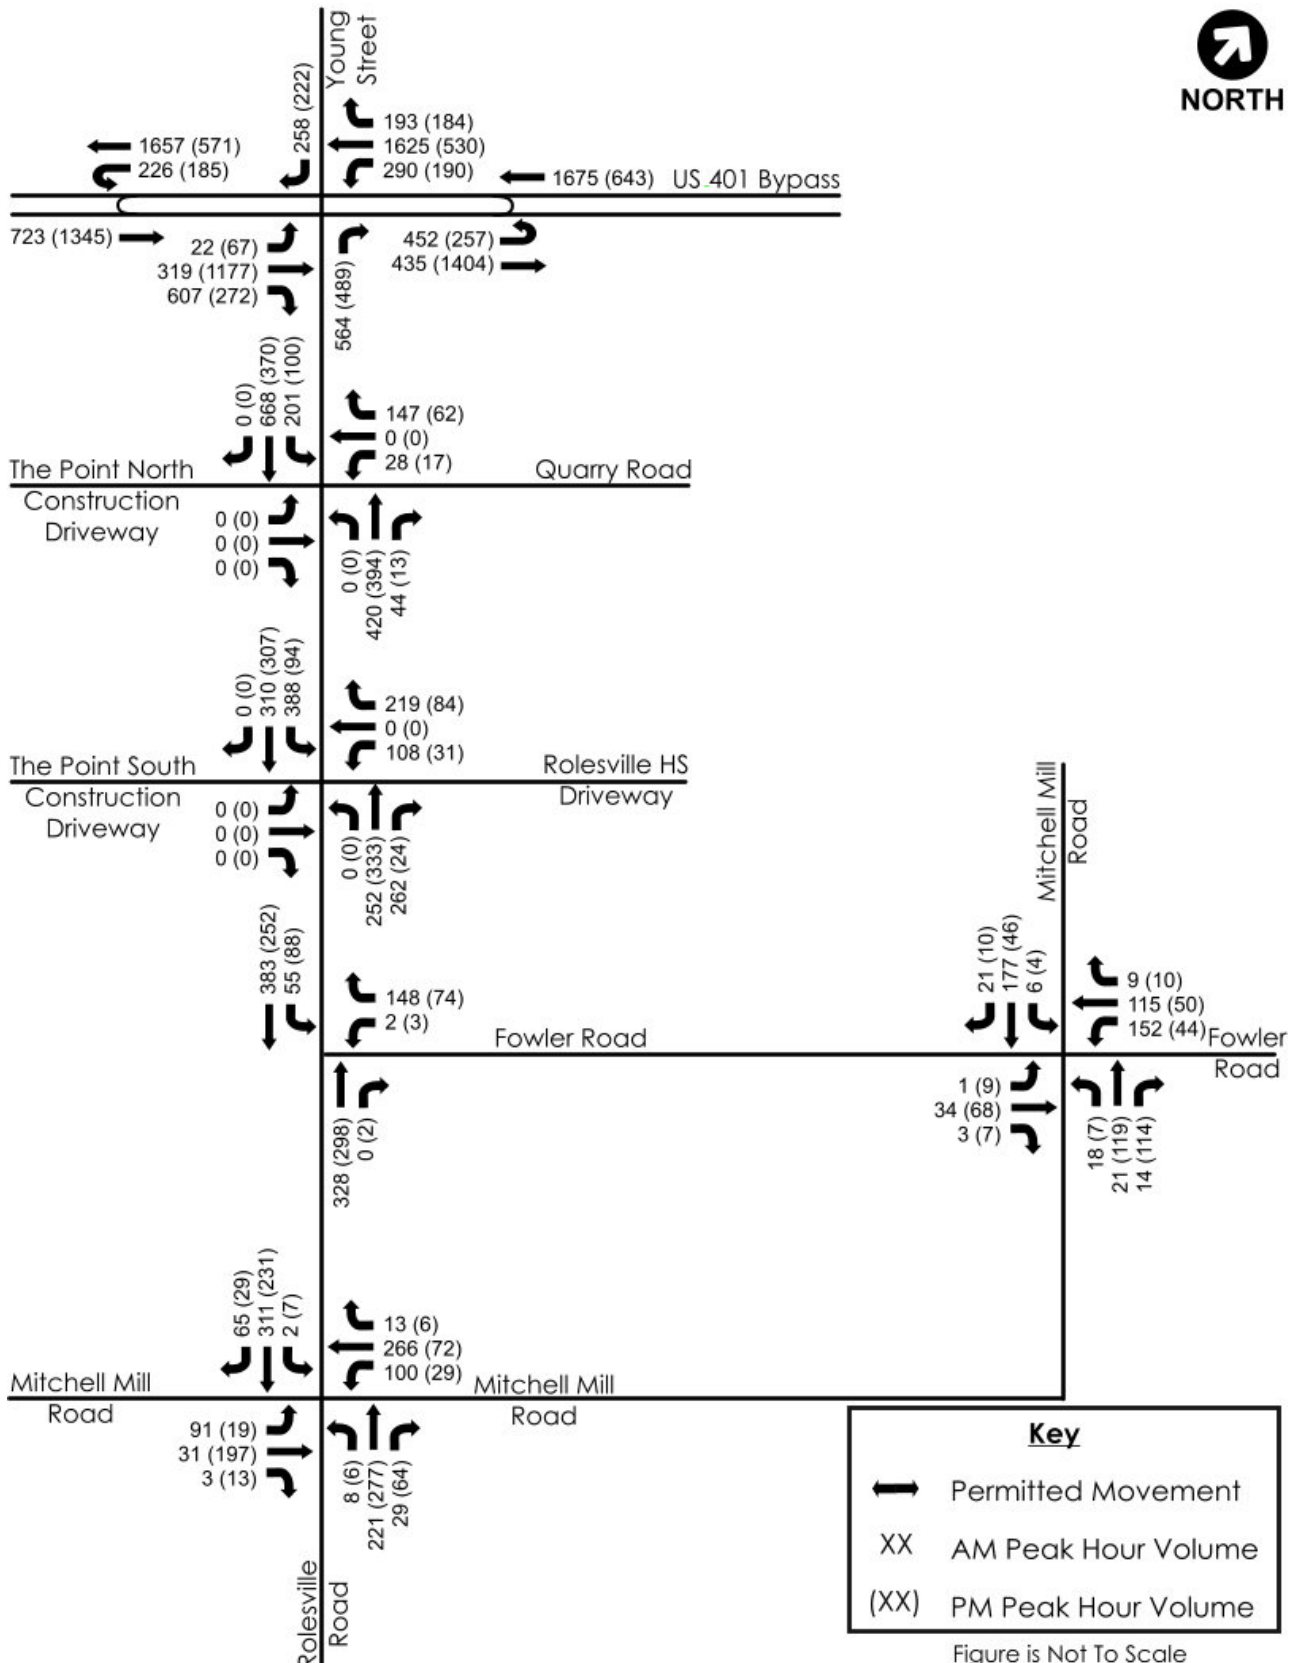 Young
Street
NORTH
258 (222)
193 (184)
1625 (530)
290 (190)
1657 (571)
226 (185)
1675 (643)
US 401 Bypass
723 (1345)
22 (67)
319 (1177)
607 (272)
564 (489)
452 (257)
435 (1404)
0 (0)
668 (370)
201 (100)
147 (62)
0 (0)
28 (17)
The Point North
Construction
Driveway
Quarry Road
0 (0)
0 (0)
0 (0)
0 (0)
420 (394)
44 (13)
0 (0)
310 (307)
388 (94)
219 (84)
0 (0)
108 (31)
The Point South
Construction
Driveway
Rolesville HS
Driveway
0 (0)
0 (0)
0 (0)
0 (0)
252 (333)
262 (24)
Mitchell Mill
Road
383 (252)
55 (88)
148 (74)
2 (3)
Fowler Road
328 (298)
0 (2)
21 (10)
177 (46)
6 (4)
9 (10)
115 (50)
152 (44)
Fowler
Road
1 (9)
34 (68)
3 (7)
18 (7)
21 (119)
14 (114)
65 (29)
311 (231)
2 (7)
13 (6)
266 (72)
100 (29)
Mitchell Mill
Road
Mitchell Mill
Road
91 (19)
31 (197)
3 (13)
8 (6)
221 (277)
29 (64)
Rolesville
Road
Key
Permitted Movement
XX AM Peak Hour Volume
(XX) PM Peak Hour Volume
Figure is Not To Scale